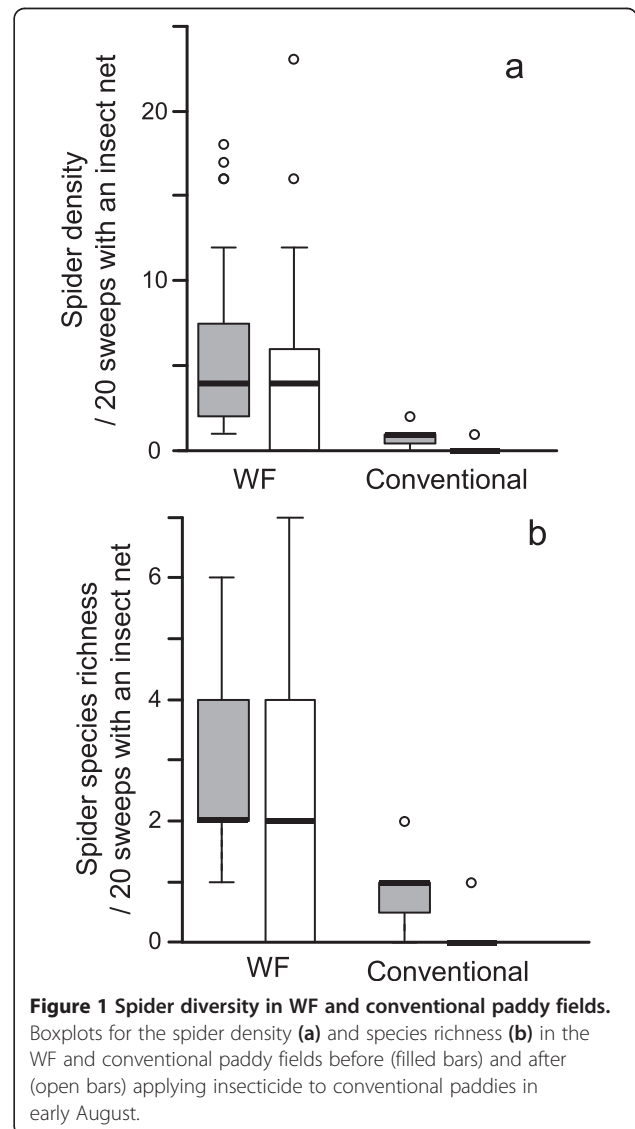 a
Spider density
/ 20 sweeps with an insect net
20
10
0
WF
Conventional
b
Spider species richness
/ 20 sweeps with an insect net
6
4
2
0
WF
Conventional
Figure 1 Spider diversity in WF and conventional paddy fields.
Boxplots for the spider density (a) and species richness (b) in the
WF and conventional paddy fields before (filled bars) and after
(open bars) applying insecticide to conventional paddies in
early August.